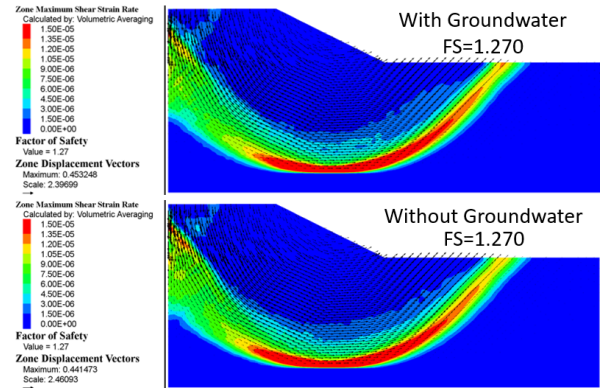 Zone Maximum Shear Strain Rate
Calculated by: Volumetric Averaging
1.50E-05
1.35E-05
1.20E-05
1.05E-05
9.00E-06
7.50E-06
6.00E-06
4.50E-06
3.00E-06
1.50E-06
0.00E+00
Factor of Safety
Value = 1.27
Zone Displacement Vectors
Maximum: 0.453248
Scale: 2.39699
With Groundwater
FS=1.270
Zone Maximum Shear Strain Rate
Calculated by: Volumetric Averaging
1.50E-05
1.35E-05
1.20E-05
1.05E-05
9.00E-06
7.50E-06
6.00E-06
4.50E-06
3.00E-06
1.50E-06
0.00E+00
Factor of Safety
Value = 1.27
Zone Displacement Vectors
Maximum: 0.441473
Scale: 2.46093
Without Groundwater
FS=1.270